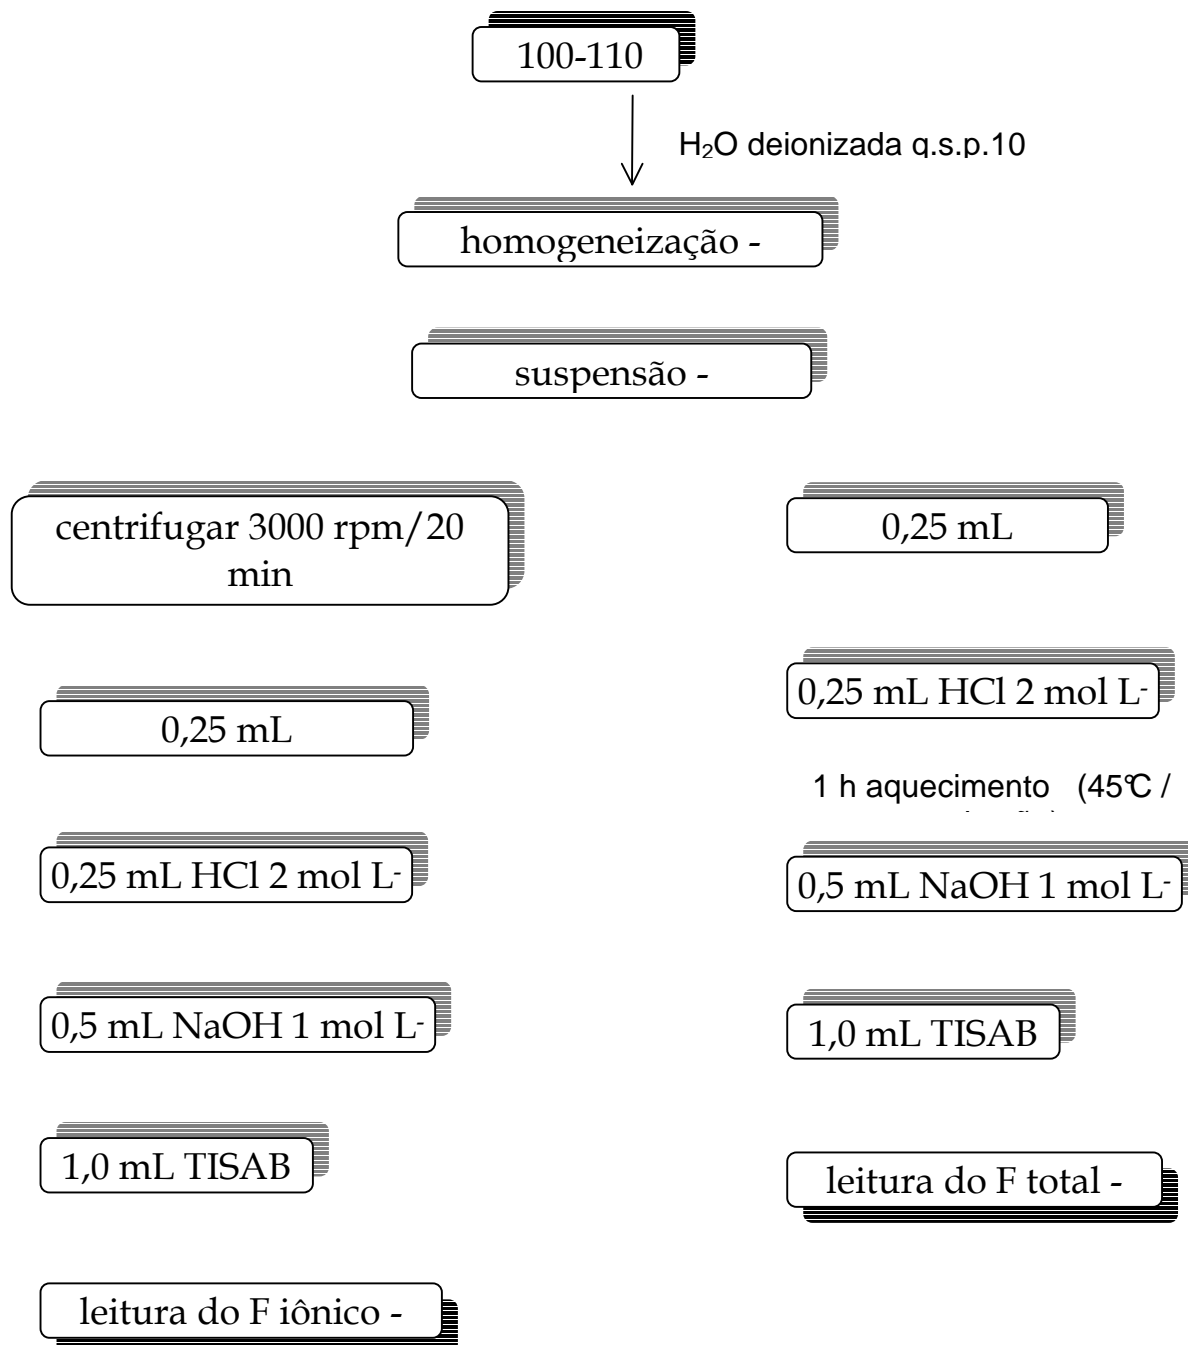 100-110
H₂O deionizada q.s.p.10
homogeneização -
suspensão -
centrifugar 3000 rpm/20
min
0,25 mL
0,25 mL HCl 2 mol L-
0,5 mL NaOH 1 mol L-
1,0 mL TISAB
leitura do F iônico -
0,25 mL
0,25 mL HCl 2 mol L-
1 h aquecimento (45°C /
0,5 mL NaOH 1 mol L-
1,0 mL TISAB
leitura do F total -